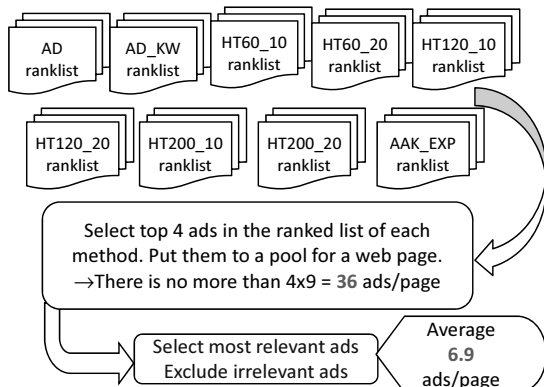 AD
ranklist
AD_KW
ranklist
HT60_10
ranklist
HT60_20
ranklist
HT120_10
ranklist
HT120_20
ranklist
HT200_10
ranklist
HT200_20
ranklist
AAK_EXP
ranklist
Select top 4 ads in the ranked list of each
method. Put them to a pool for a web page.
→There is no more than 4x9 = 36 ads/page
Select most relevant ads
Exclude irrelevant ads
Average
6.9
ads/page